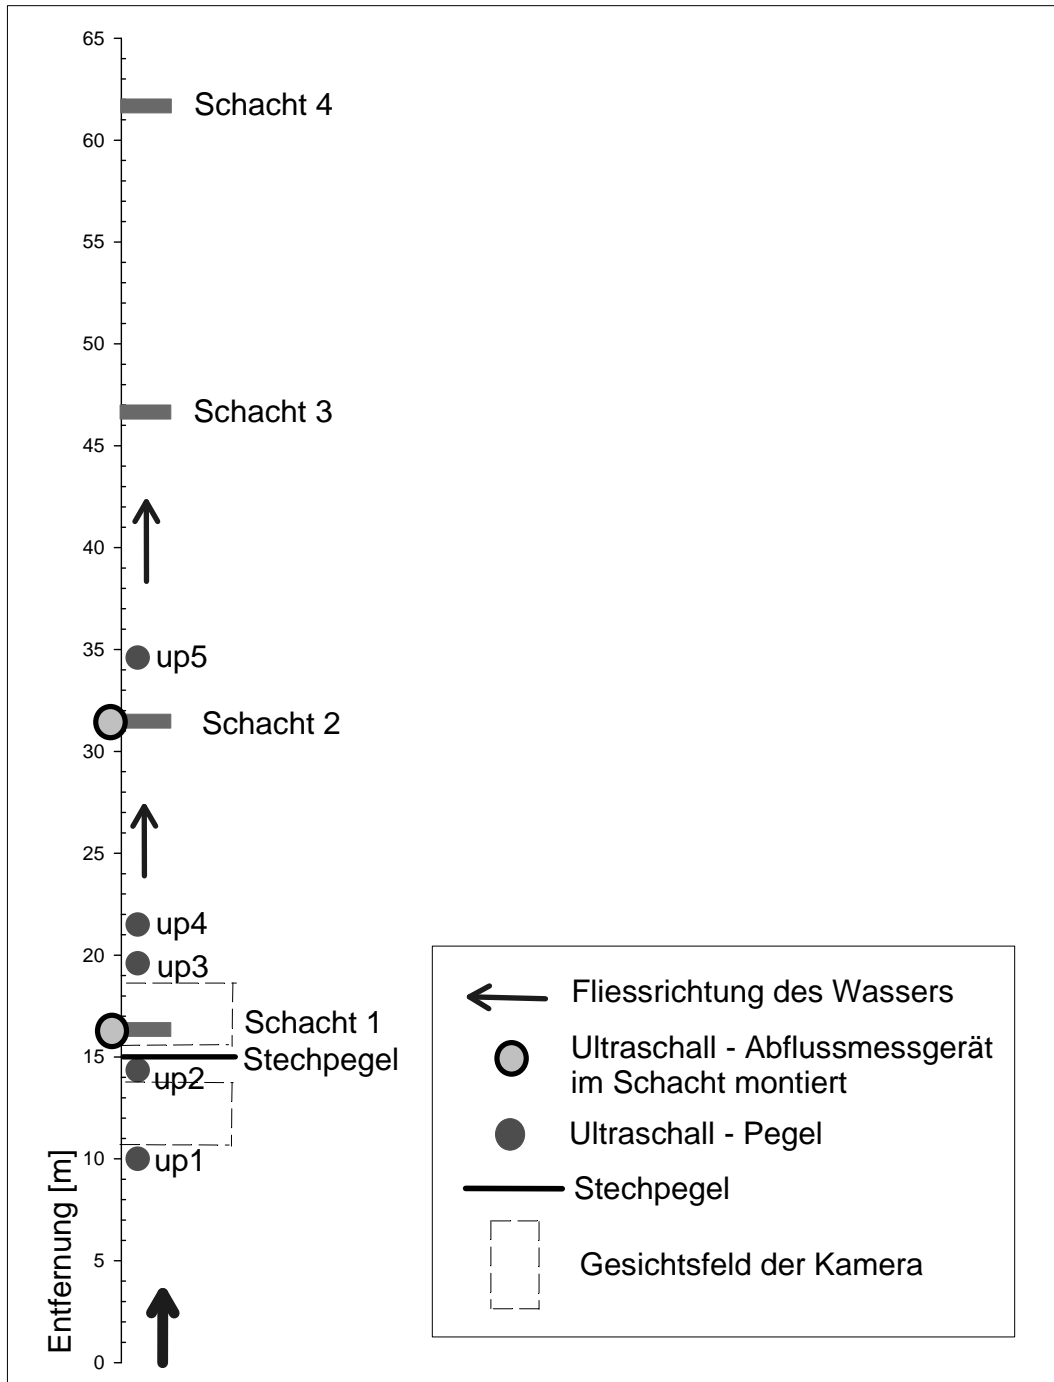 65
Schacht 4
60
55
50
Schacht 3
45
40
35
up5
Schacht 2
30
25
up4
20
up3
Schacht 1
15
Stechpegel
up2
10
up1
5
0
Entfernung [m]
Fliessrichtung des Wassers
Ultraschall - Abflussmessgerät
im Schacht montiert
Ultraschall - Pegel
Stechpegel
Gesichtsfeld der Kamera